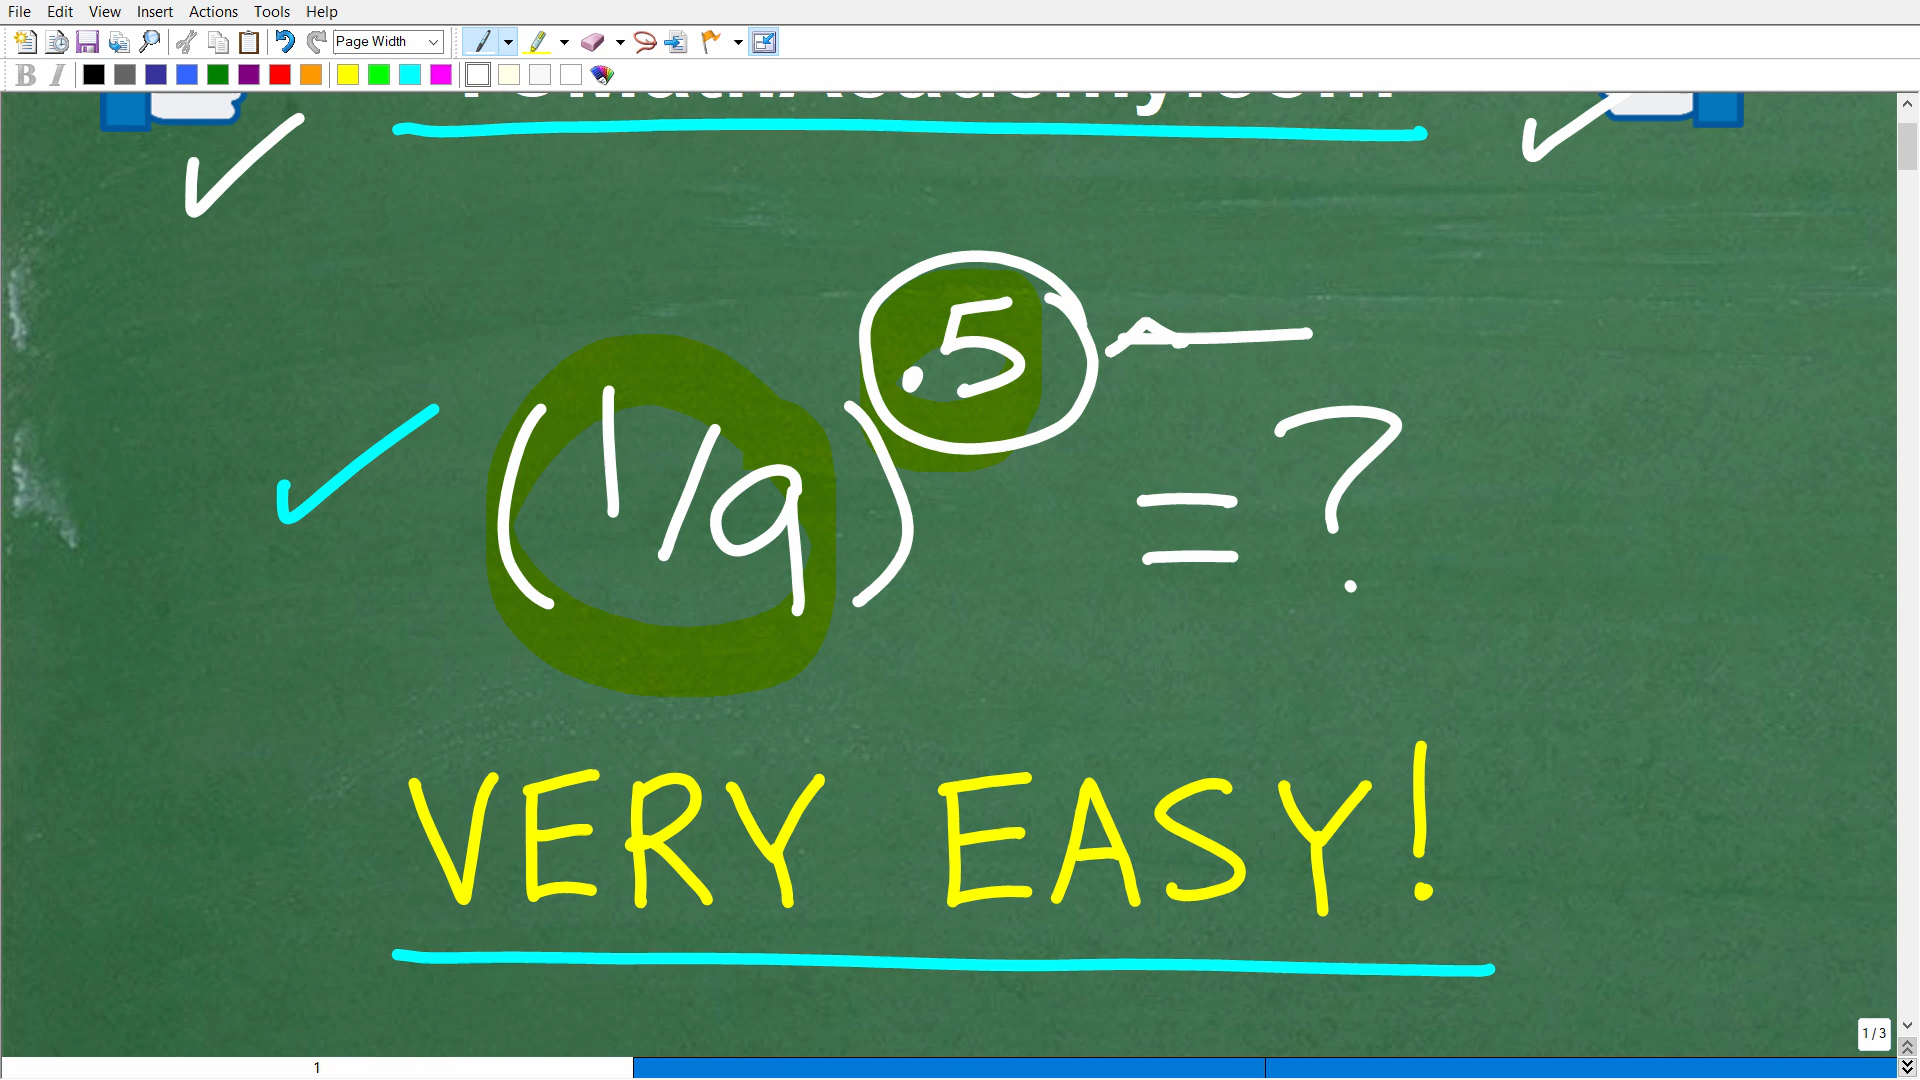 File Edit View Insert Actions Tools Help
Page Width
B I
(1/9)^.5 = ?
VERY EASY!
1 / 3
1